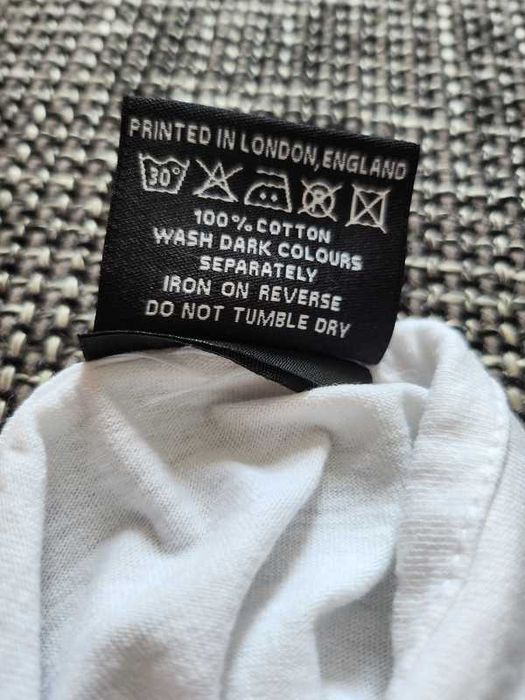 PRINTED IN LONDON, ENGLAND
30°
100% COTTON
WASH DARK COLOURS
SEPARATELY
IRON ON REVERSE
DO NOT TUMBLE DRY